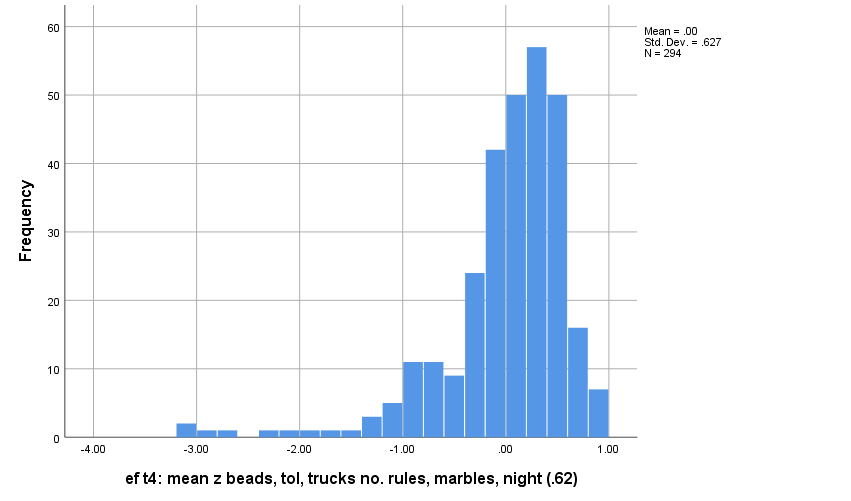 Mean = .00
Std. Dev. = .627
N = 294
60
50
40
30
20
10
0
Frequency
-4.00 -3.00 -2.00 -1.00 .00 1.00
ef t4: mean z beads, tol, trucks no. rules, marbles, night (.62)